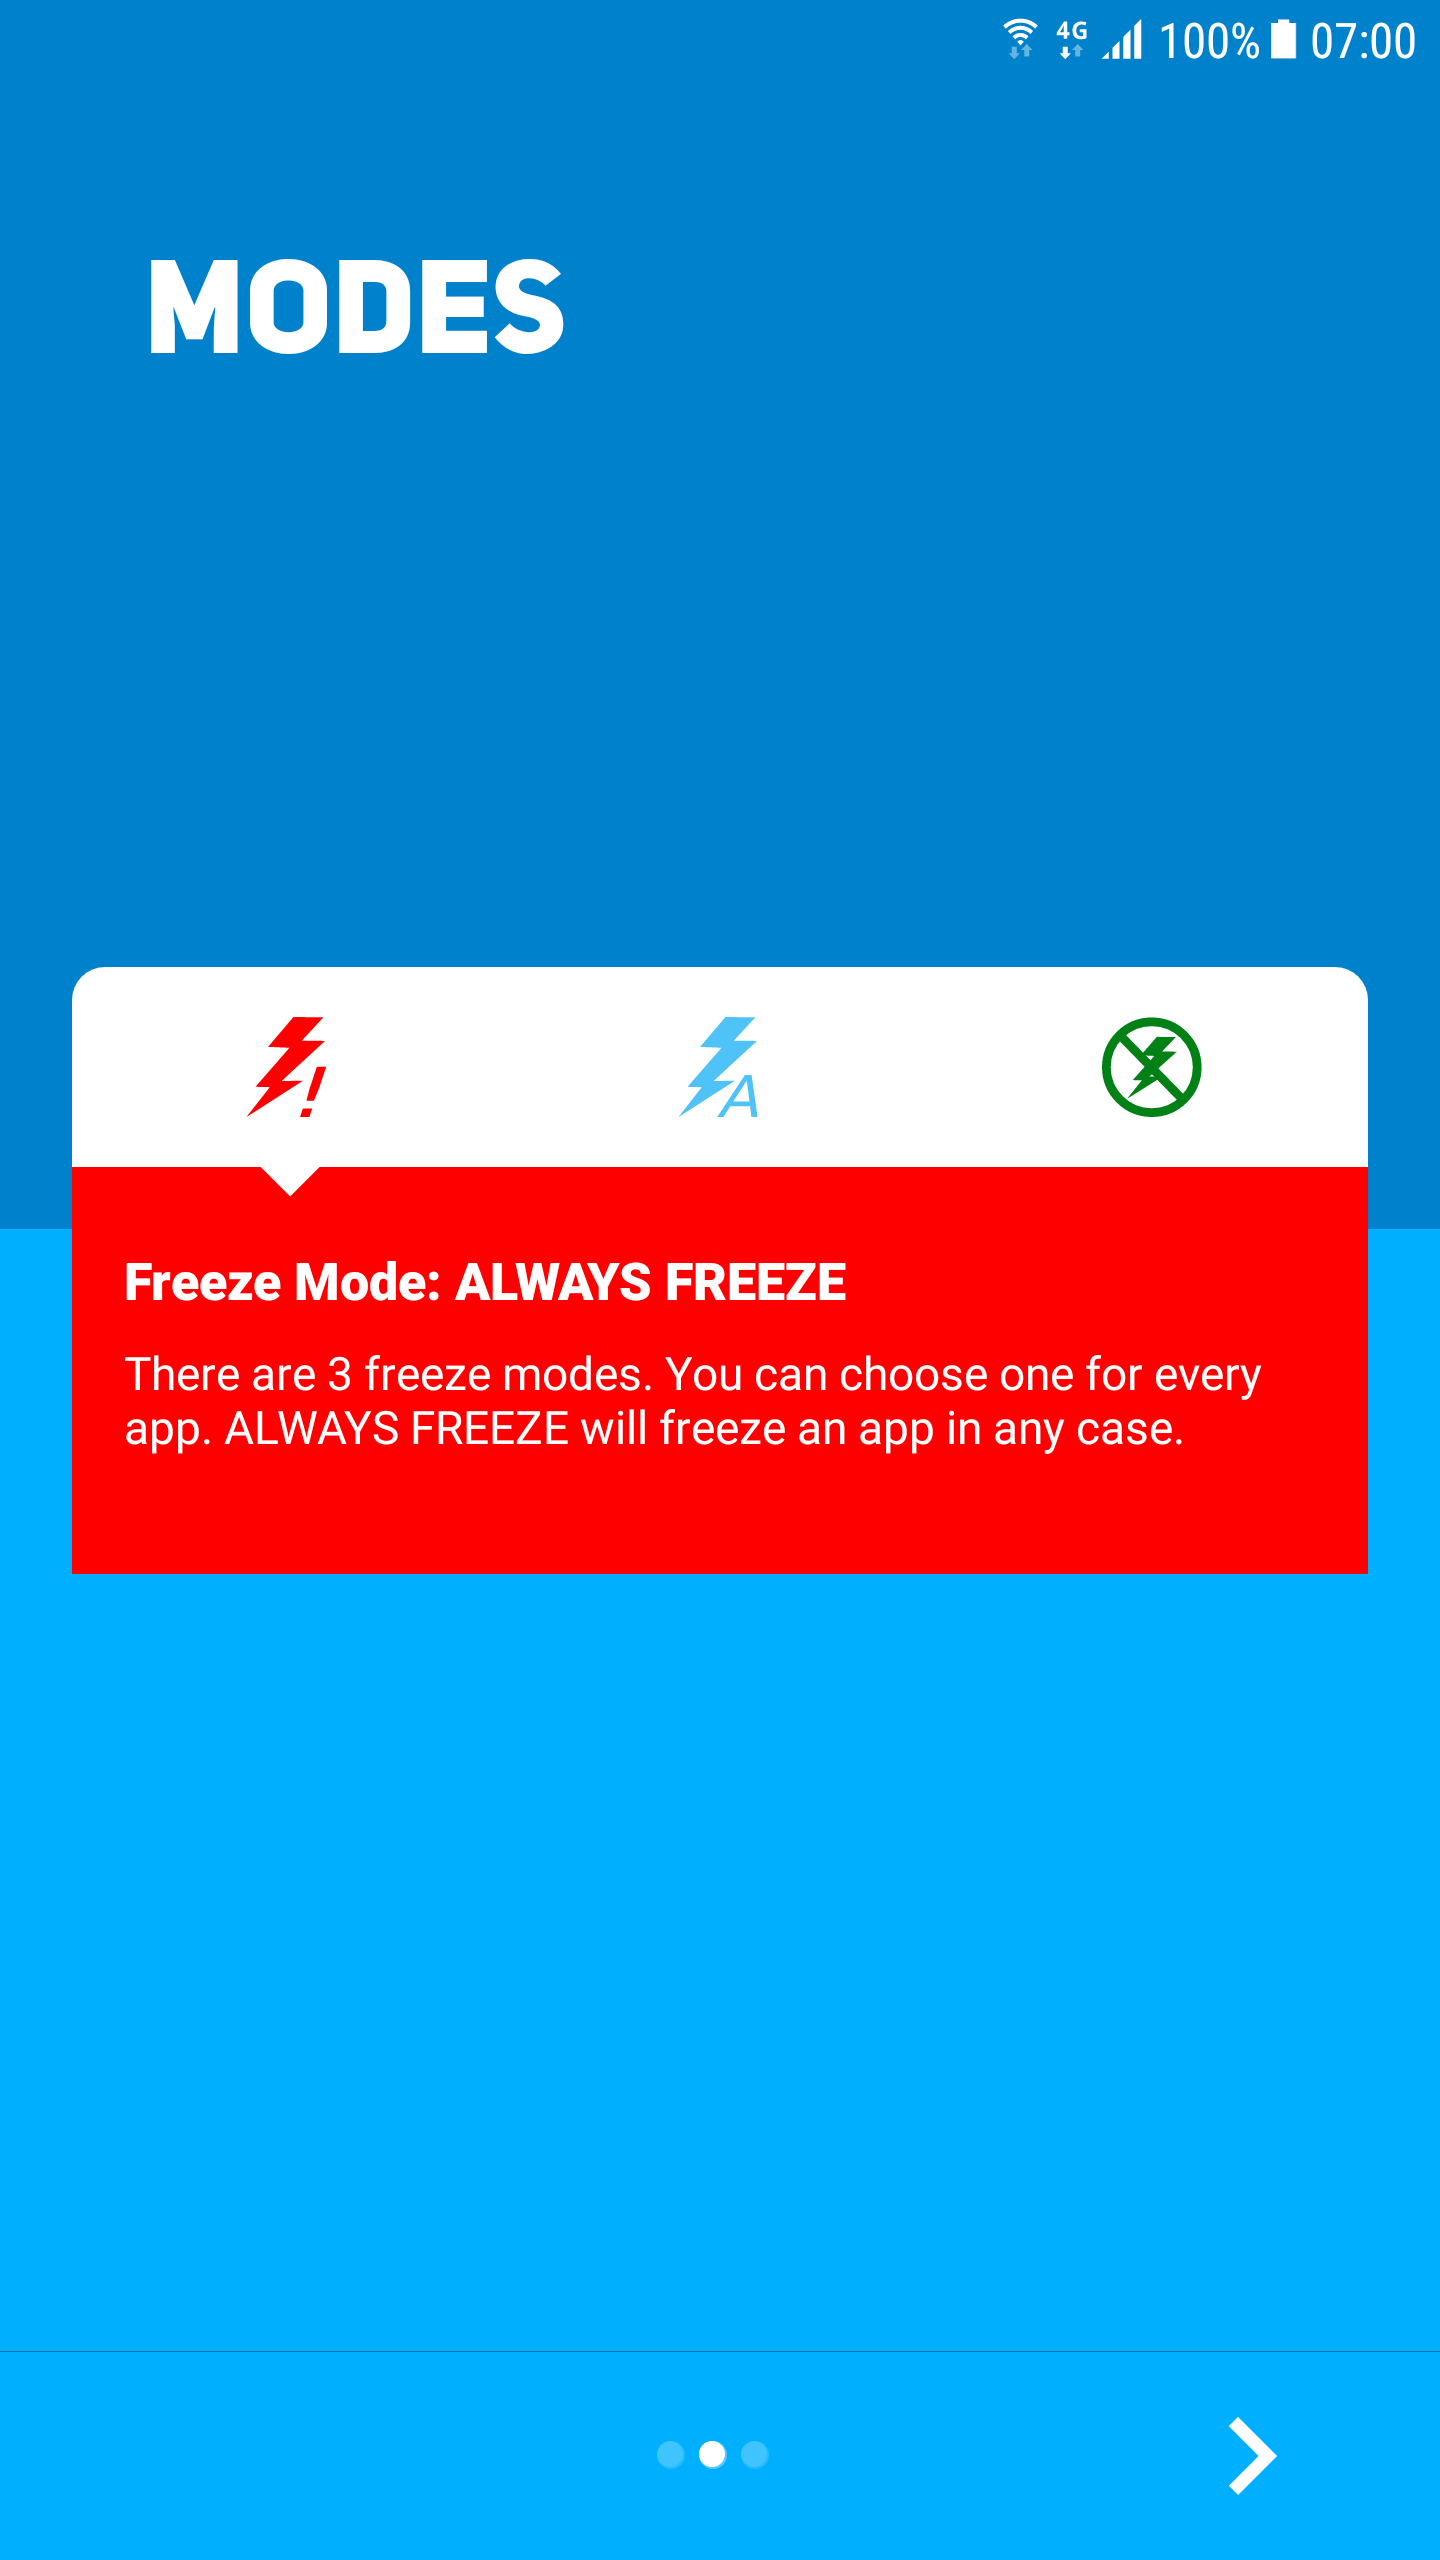 4G 100% 07:00
MODES
! A
Freeze Mode: ALWAYS FREEZE
There are 3 freeze modes. You can choose one for every
app. ALWAYS FREEZE will freeze an app in any case.